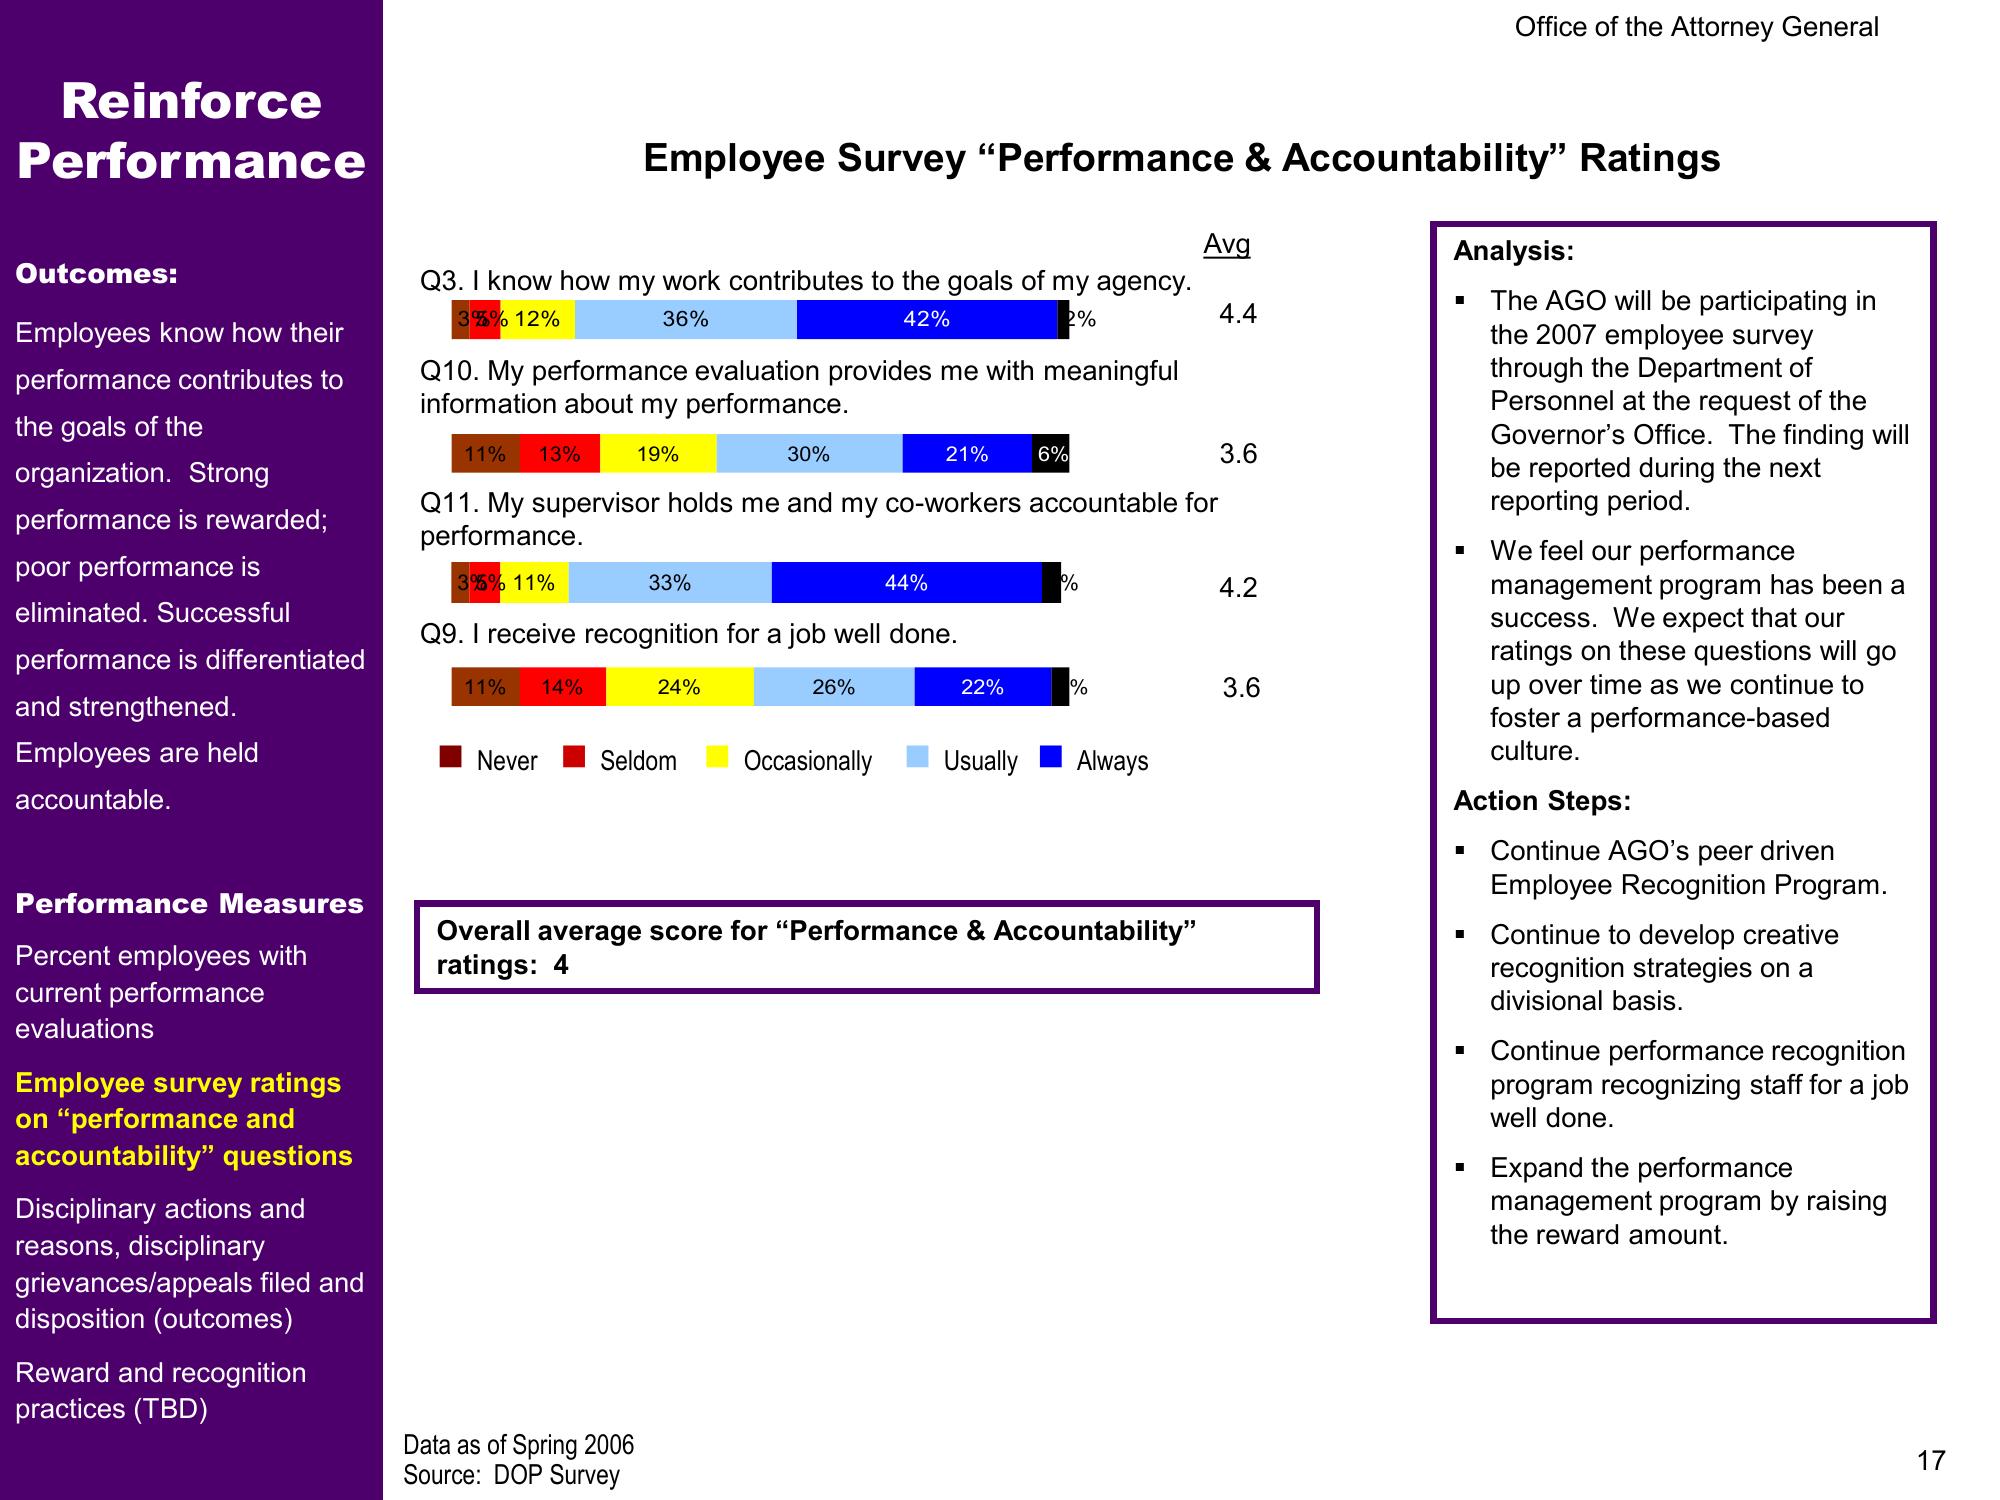 Office of the Attorney General
Reinforce
Performance
Outcomes:
Employees know how their
performance contributes to
the goals of the
organization.  Strong
performance is rewarded;
poor performance is
eliminated. Successful
performance is differentiated
and strengthened.
Employees are held
accountable.
Performance Measures
Percent employees with
current performance
evaluations
Employee survey ratings
on “performance and
accountability” questions
Disciplinary actions and
reasons, disciplinary
grievances/appeals filed and
disposition (outcomes)
Reward and recognition
practices (TBD)
Employee Survey “Performance & Accountability” Ratings
Avg
Q3. I know how my work contributes to the goals of my agency.
3% 5% 12% 36% 42% 2% 4.4
Q10. My performance evaluation provides me with meaningful
information about my performance.
11% 13% 19% 30% 21% 6% 3.6
Q11. My supervisor holds me and my co-workers accountable for
performance.
3% 5% 11% 33% 44% % 4.2
Q9. I receive recognition for a job well done.
11% 14% 24% 26% 22% % 3.6
Never Seldom Occasionally Usually Always
Overall average score for “Performance & Accountability”
ratings:  4
Analysis:
▪ The AGO will be participating in
the 2007 employee survey
through the Department of
Personnel at the request of the
Governor’s Office.  The finding will
be reported during the next
reporting period.
▪ We feel our performance
management program has been a
success.  We expect that our
ratings on these questions will go
up over time as we continue to
foster a performance-based
culture.
Action Steps:
▪ Continue AGO’s peer driven
Employee Recognition Program.
▪ Continue to develop creative
recognition strategies on a
divisional basis.
▪ Continue performance recognition
program recognizing staff for a job
well done.
▪ Expand the performance
management program by raising
the reward amount.
Data as of Spring 2006
Source:  DOP Survey
17